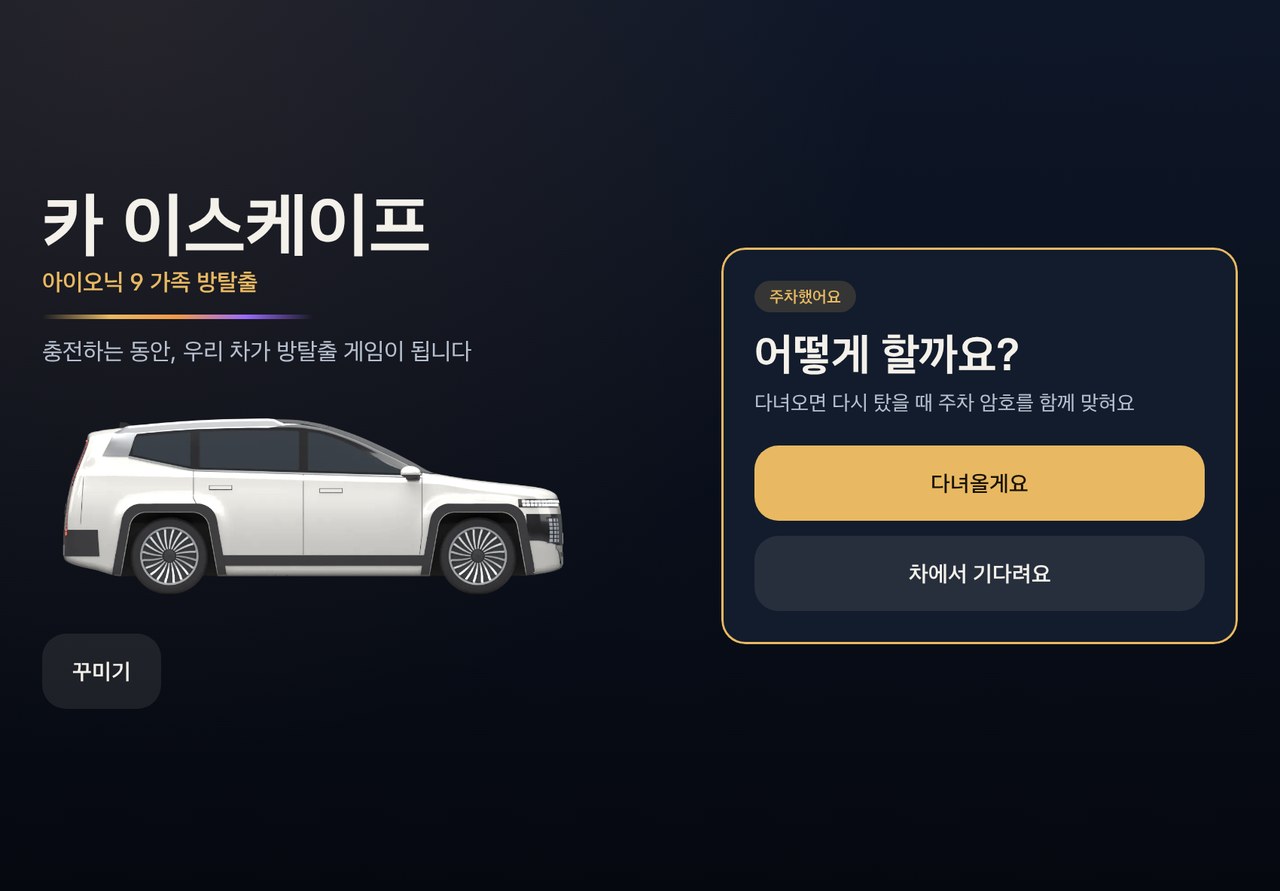 카 이스케이프
아이오닉 9 가족 방탈출
충전하는 동안, 우리 차가 방탈출 게임이 됩니다
꾸미기
주차했어요
어떻게 할까요?
다녀오면 다시 탔을 때 주차 암호를 함께 맞혀요
다녀올게요
차에서 기다려요